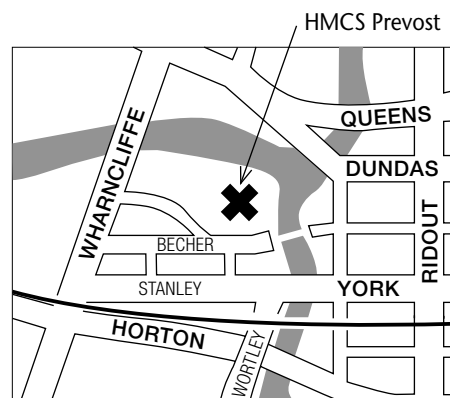 HMCS Prevost
QUEENS
DUNDAS
WHARNCLIFFE
RIDOUT
BECHER
STANLEY
YORK
HORTON
WORTLEY